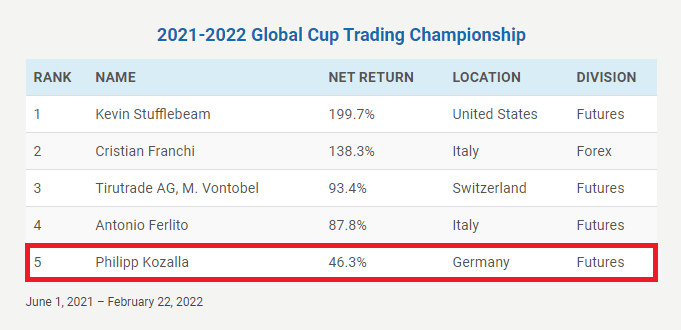 2021-2022 Global Cup Trading Championship
RANK NAME NET RETURN LOCATION DIVISION
1 Kevin Stufflebeam 199.7% United States Futures
2 Cristian Franchi 138.3% Italy Forex
3 Tirutrade AG, M. Vontobel 93.4% Switzerland Futures
4 Antonio Ferlito 87.8% Italy Futures
5 Philipp Kozalla 46.3% Germany Futures
June 1, 2021 – February 22, 2022